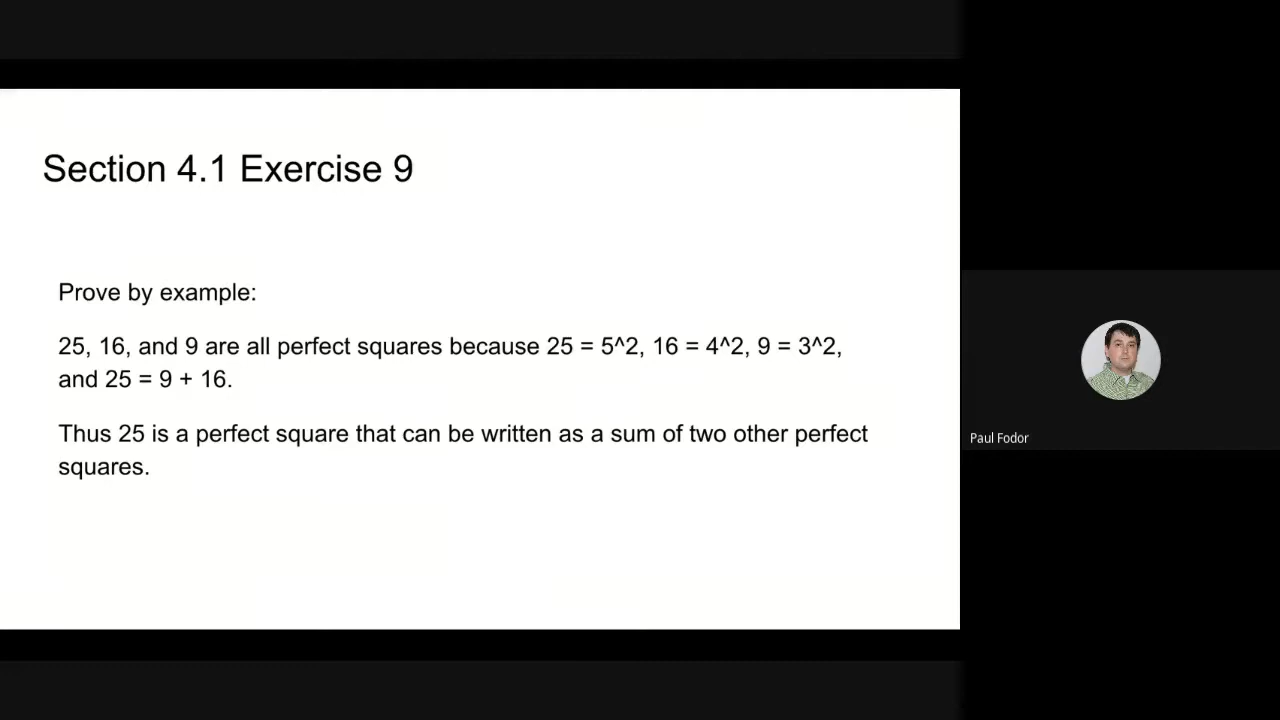 Section 4.1 Exercise 9
Prove by example:
25, 16, and 9 are all perfect squares because 25 = 5^2, 16 = 4^2, 9 = 3^2,
and 25 = 9 + 16.
Thus 25 is a perfect square that can be written as a sum of two other perfect
squares.
Paul Fodor